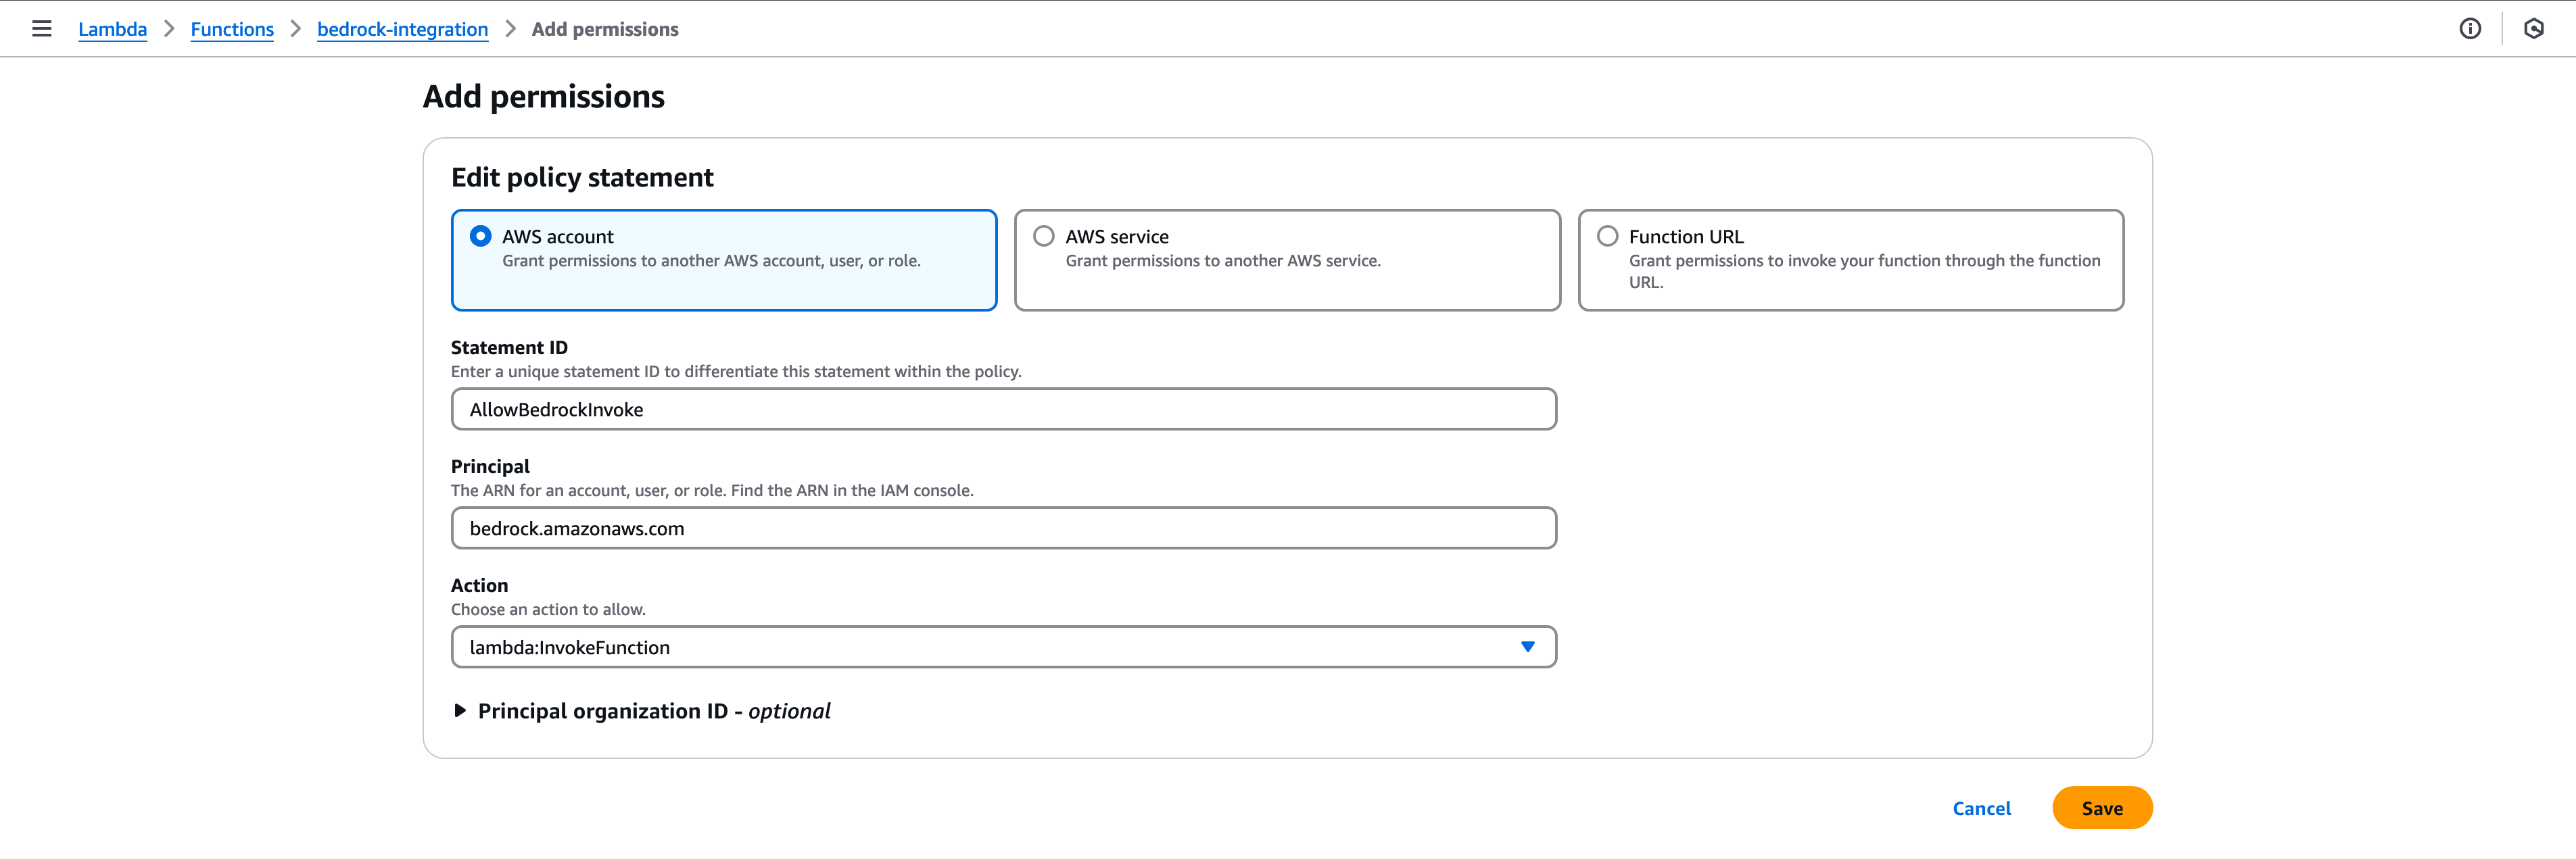 Lambda > Functions > bedrock-integration > Add permissions
Add permissions
Edit policy statement
AWS account
Grant permissions to another AWS account, user, or role.
AWS service
Grant permissions to another AWS service.
Function URL
Grant permissions to invoke your function through the function
URL.
Statement ID
Enter a unique statement ID to differentiate this statement within the policy.
AllowBedrockInvoke
Principal
The ARN for an account, user, or role. Find the ARN in the IAM console.
bedrock.amazonaws.com
Action
Choose an action to allow.
lambda:InvokeFunction
Principal organization ID - optional
Cancel
Save